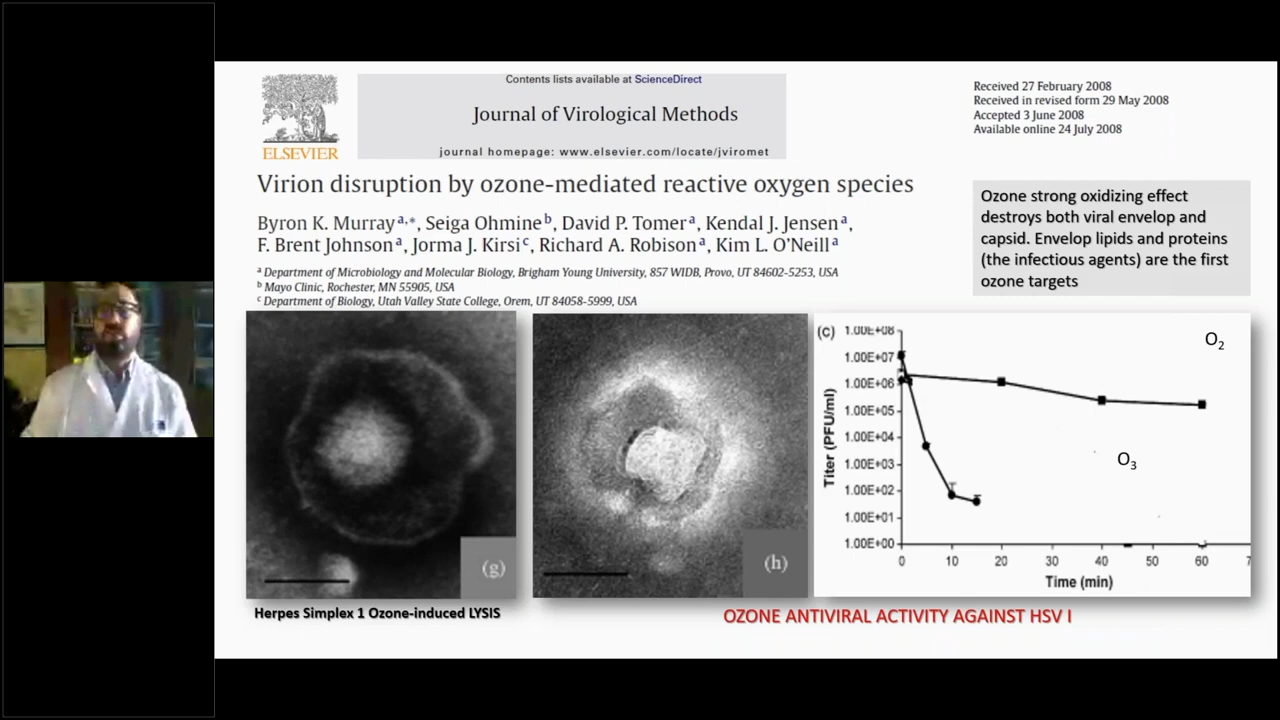 Contents lists available at ScienceDirect
Journal of Virological Methods
journal homepage: www.elsevier.com/locate/jviromet
ELSEVIER
Received 27 February 2008
Received in revised form 29 May 2008
Accepted 3 June 2008
Available online 24 July 2008
Virion disruption by ozone-mediated reactive oxygen species
Byron K. Murray a,*, Seiga Ohmine b, David P. Tomer a, Kendal J. Jensen a,
F. Brent Johnson a, Jorma J. Kirsi c, Richard A. Robison a, Kim L. O'Neill a
a Department of Microbiology and Molecular Biology, Brigham Young University, 857 WIDB, Provo, UT 84602-5253, USA
b Mayo Clinic, Rochester, MN 55905, USA
c Department of Biology, Utah Valley State College, Orem, UT 84058-5999, USA
Ozone strong oxidizing effect
destroys both viral envelop and
capsid. Envelop lipids and proteins
(the infectious agents) are the first
ozone targets
(g)
(h)
(c)
Titer (PFU/ml)
1.00E+08
1.00E+07
1.00E+06
1.00E+05
1.00E+04
1.00E+03
1.00E+02
1.00E+01
1.00E+00
0 10 20 30 40 50 60 7
Time (min)
O2
O3
Herpes Simplex 1 Ozone-induced LYSIS
OZONE ANTIVIRAL ACTIVITY AGAINST HSV I